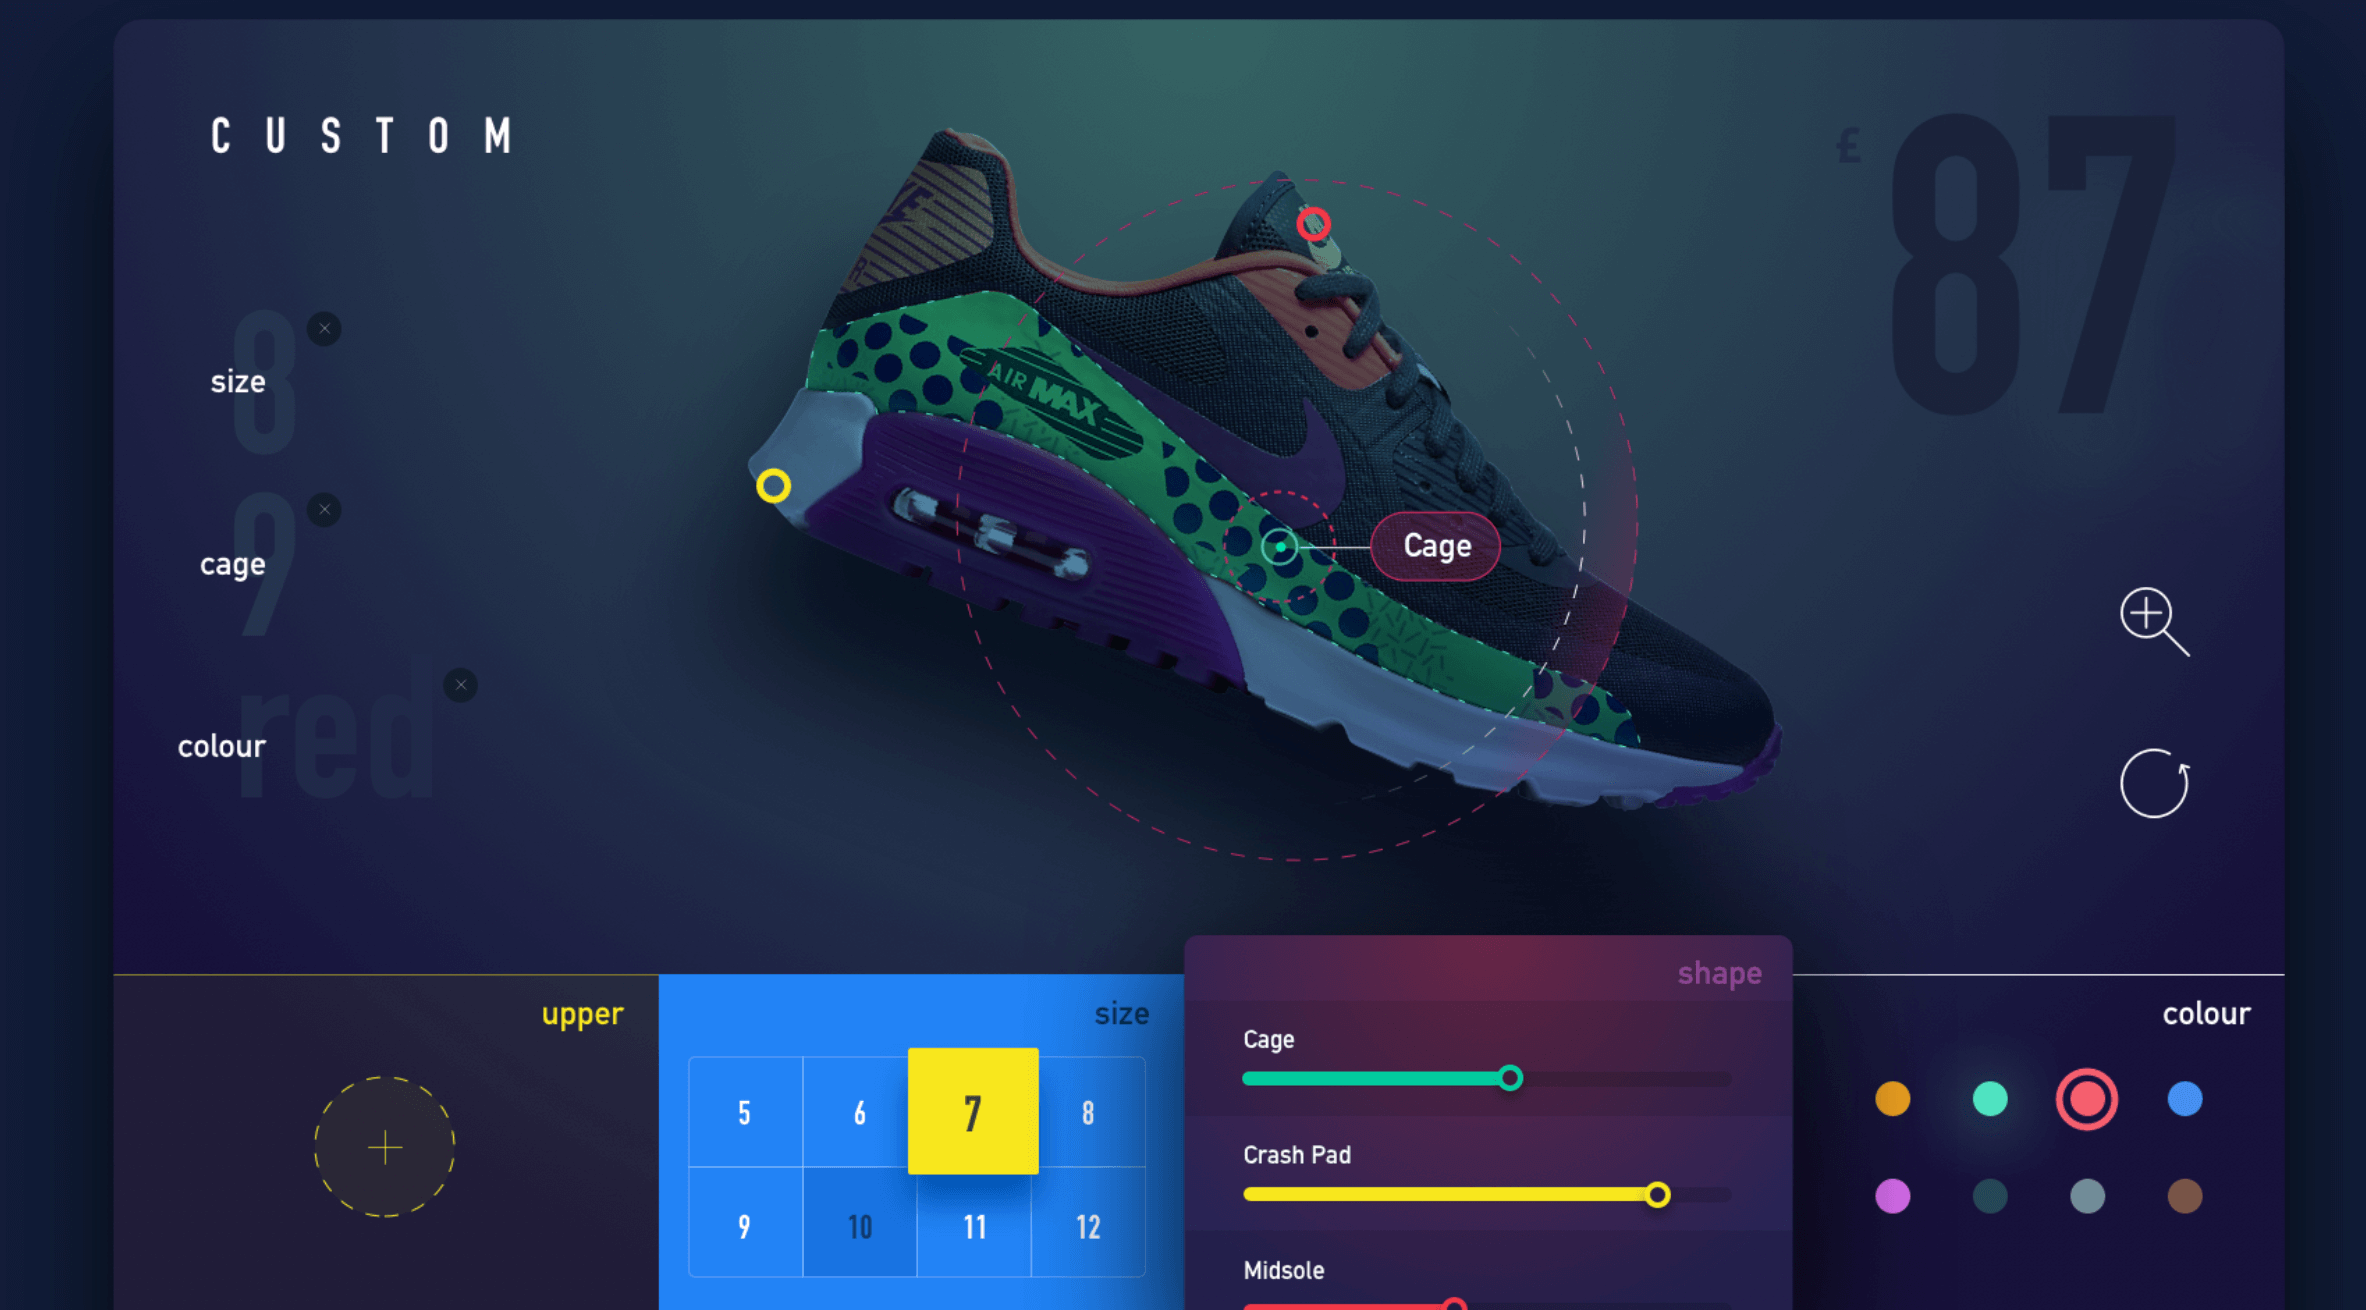 CUSTOM
£ 87
8
size
9
cage
red
colour
AIR MAX
Cage
upper
size
5 6 7 8
9 10 11 12
shape
Cage
Crash Pad
Midsole
colour